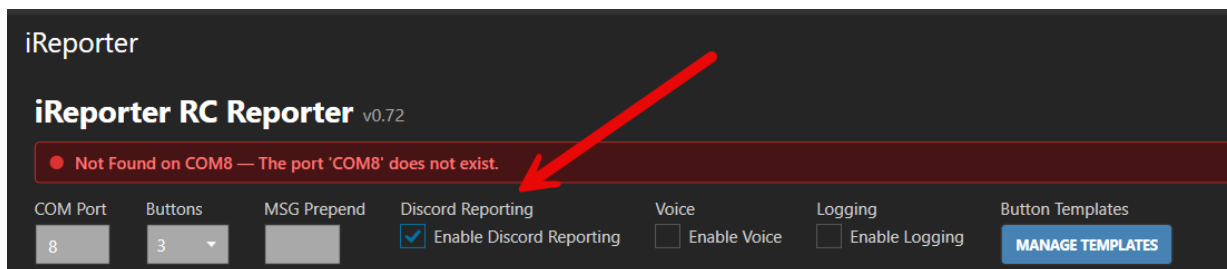 iReporter
iReporter RC Reporter v0.72
Not Found on COM8 — The port 'COM8' does not exist.
COM Port Buttons MSG Prepend Discord Reporting Voice Logging Button Templates
8 3 Enable Discord Reporting Enable Voice Enable Logging MANAGE TEMPLATES